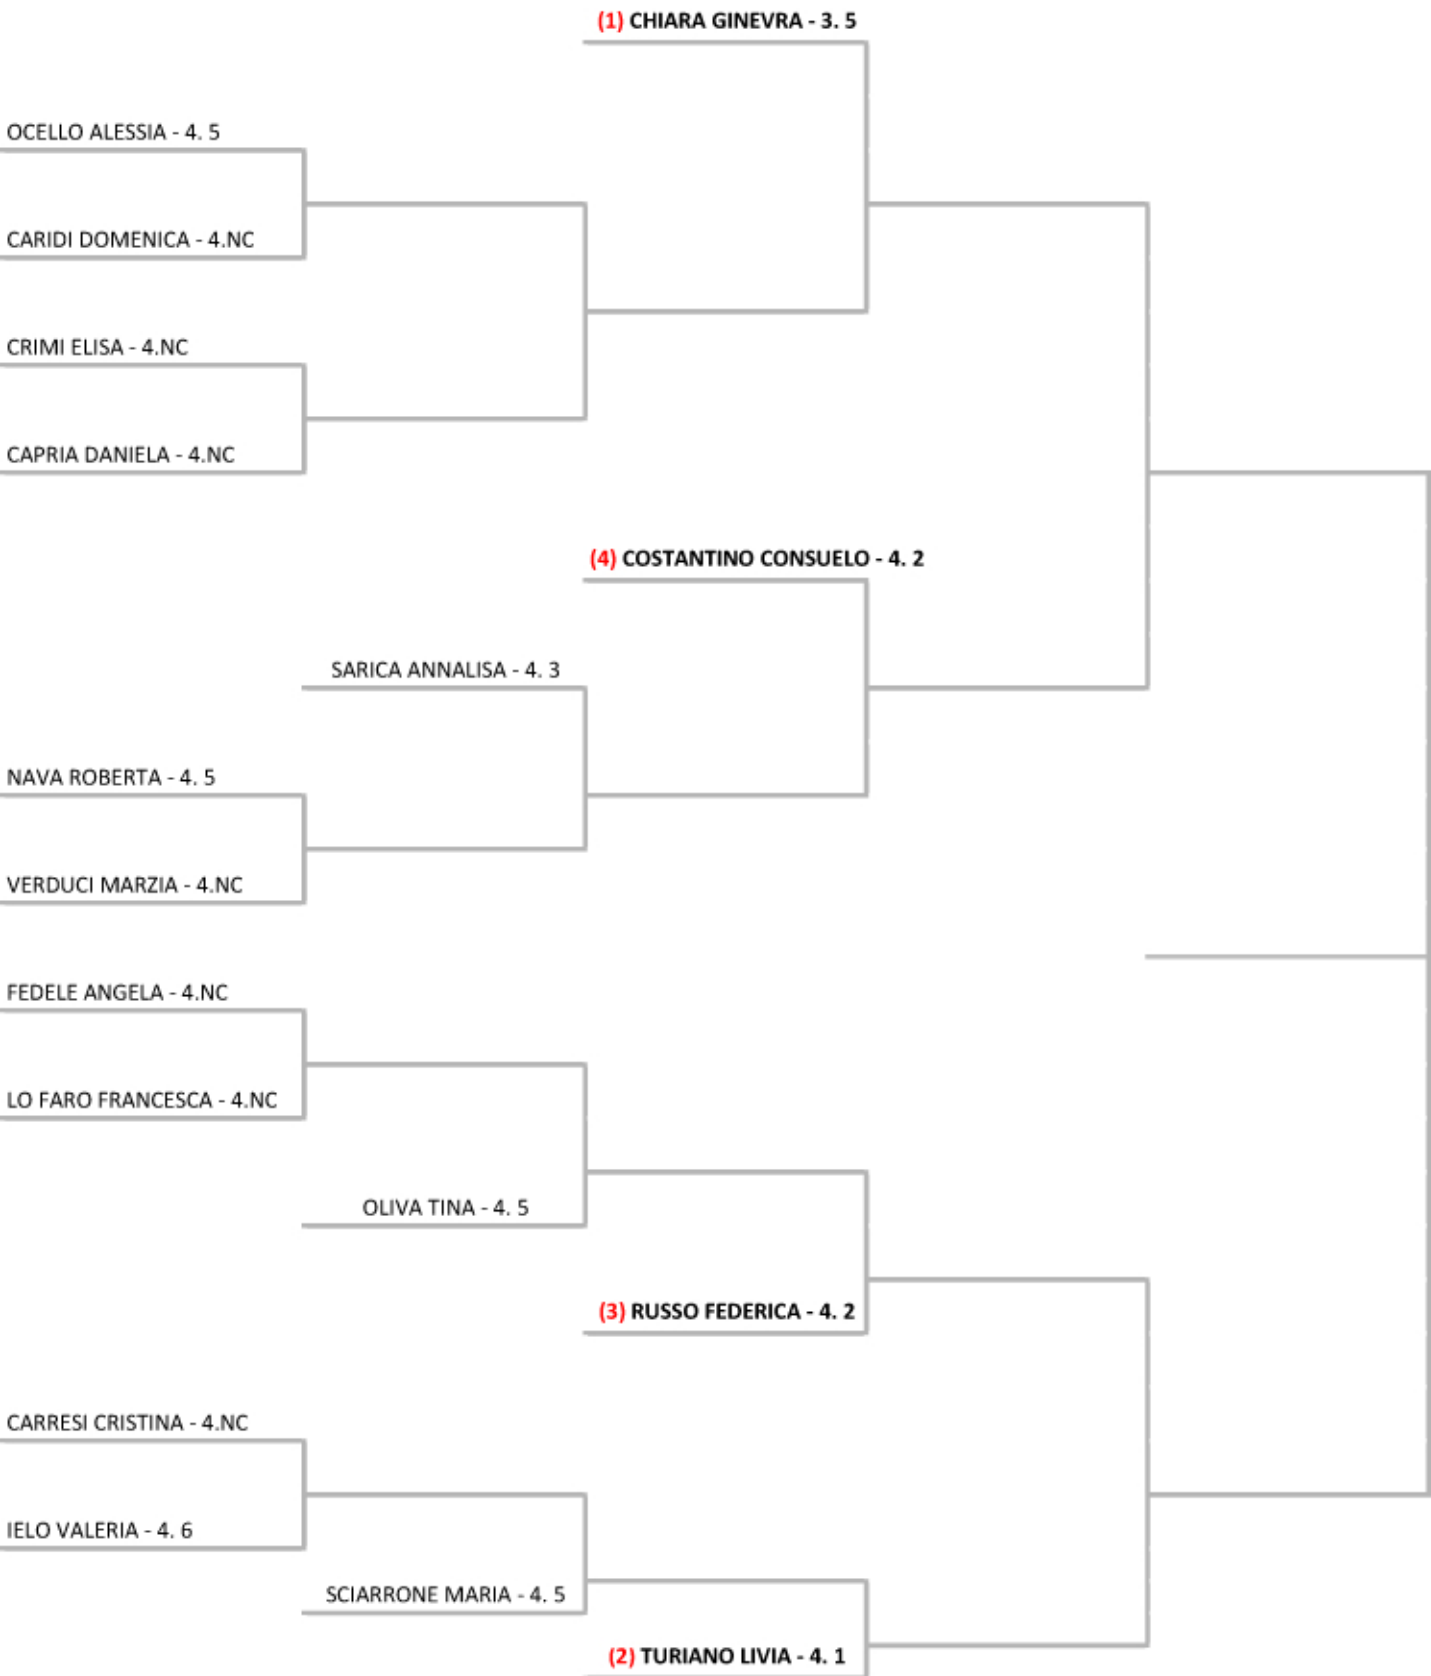 (1) CHIARA GINEVRA - 3. 5
OCELLO ALESSIA - 4. 5
CARIDI DOMENICA - 4.NC
CRIMI ELISA - 4.NC
CAPRIA DANIELA - 4.NC
(4) COSTANTINO CONSUELO - 4. 2
SARICA ANNALISA - 4. 3
NAVA ROBERTA - 4. 5
VERDUCI MARZIA - 4.NC
FEDELE ANGELA - 4.NC
LO FARO FRANCESCA - 4.NC
OLIVA TINA - 4. 5
(3) RUSSO FEDERICA - 4. 2
CARRESI CRISTINA - 4.NC
IELO VALERIA - 4. 6
SCIARRONE MARIA - 4. 5
(2) TURIANO LIVIA - 4. 1